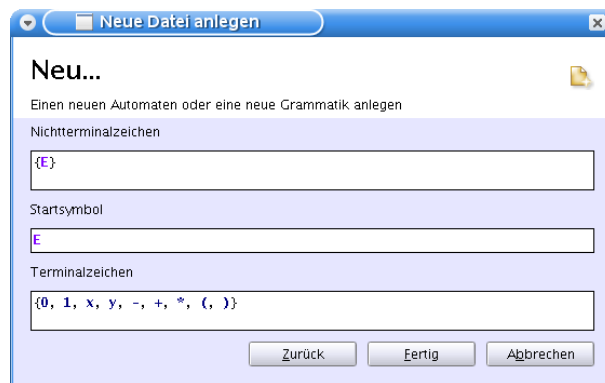 Neue Datei anlegen
Neu...
Einen neuen Automaten oder eine neue Grammatik anlegen
Nichtterminalzeichen
{E}
Startsymbol
E
Terminalzeichen
{0, 1, x, y, -, +, *, (, )}
Zurück Fertig Abbrechen